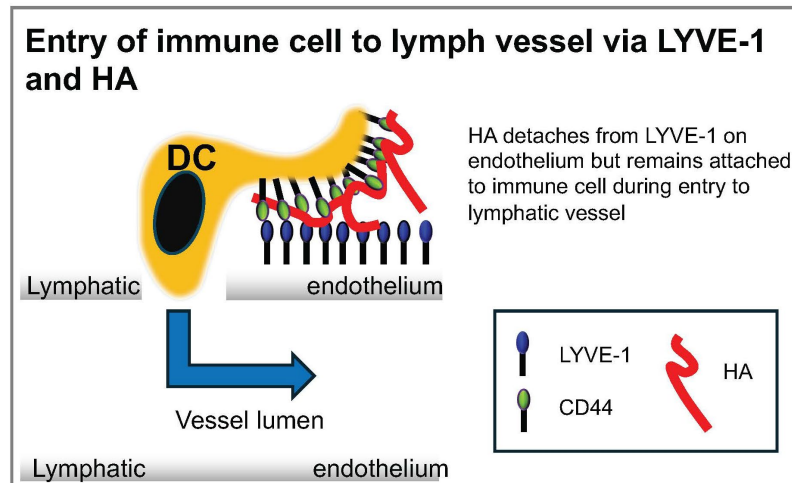 Entry of immune cell to lymph vessel via LYVE-1
and HA
DC
HA detaches from LYVE-1 on
endothelium but remains attached
to immune cell during entry to
lymphatic vessel
Lymphatic
endothelium
LYVE-1
HA
CD44
Vessel lumen
Lymphatic
endothelium